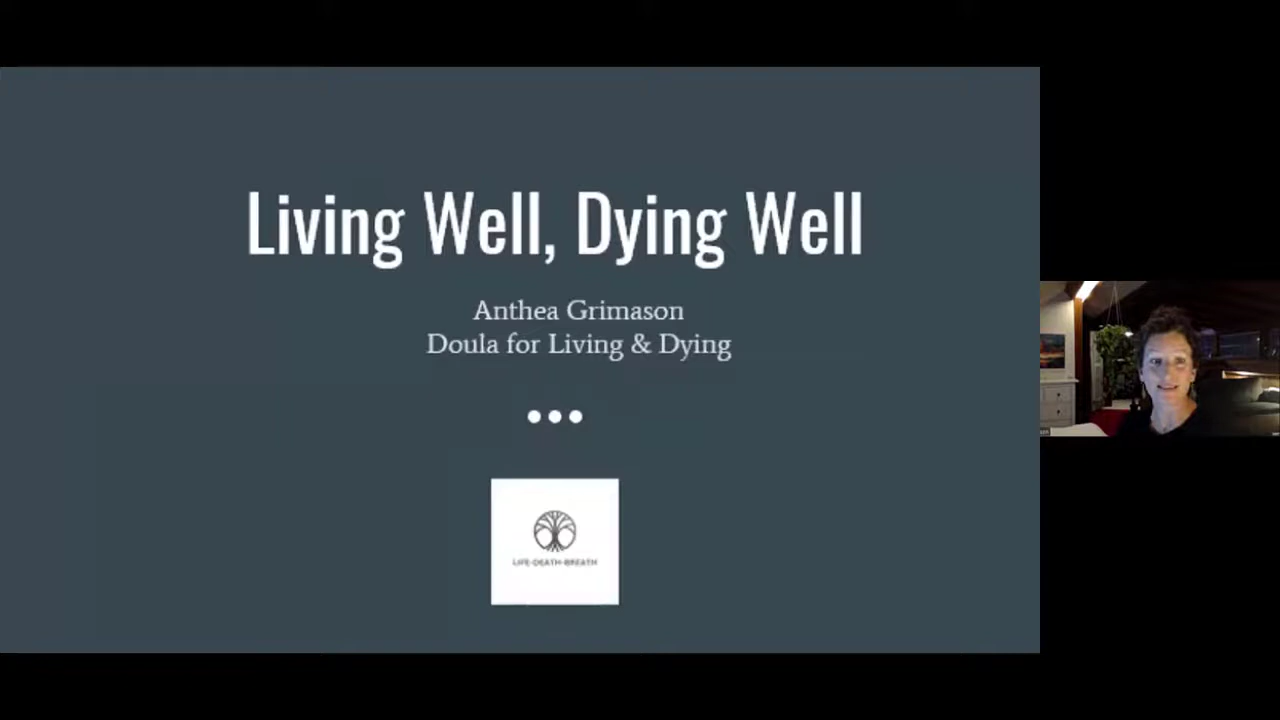 Living Well, Dying Well
Anthea Grimason
Doula for Living & Dying
LIFE-DEATH-BREATH